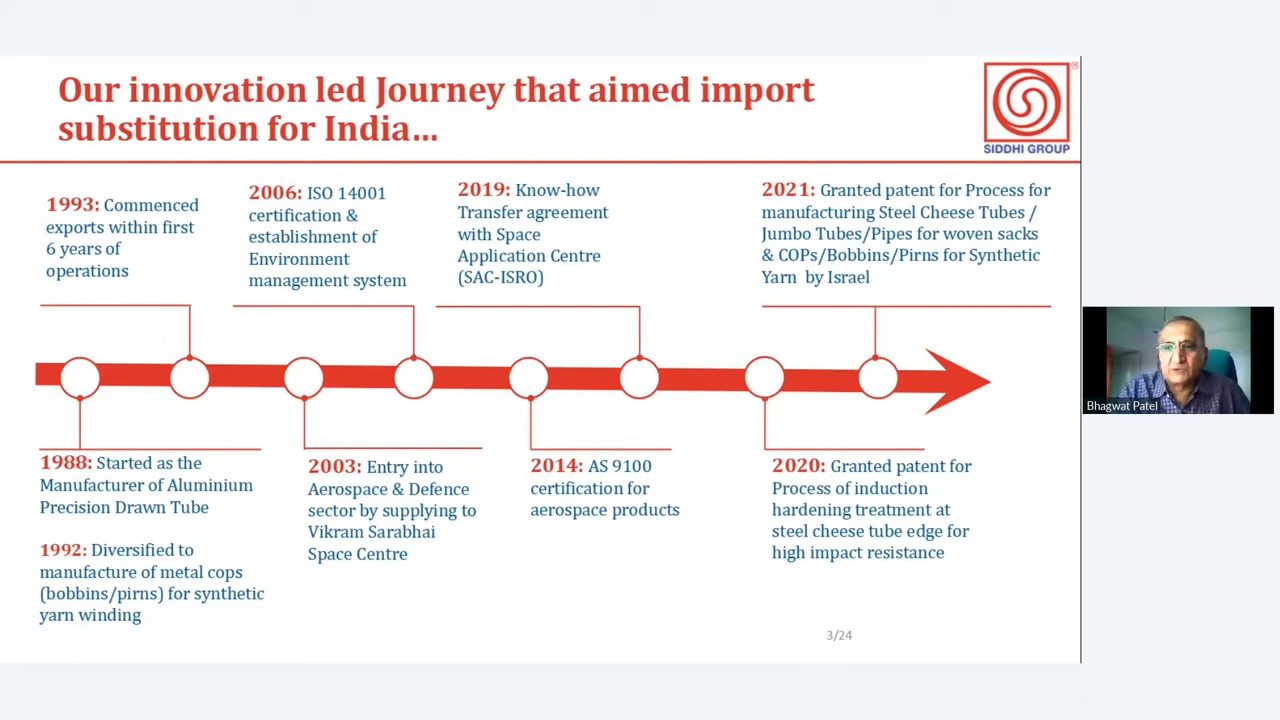 Our innovation led Journey that aimed import
substitution for India...
®
SIDDHI GROUP
1993: Commenced
exports within first
6 years of
operations
2006: ISO 14001
certification &
establishment of
Environment
management system
2019: Know-how
Transfer agreement
with Space
Application Centre
(SAC-ISRO)
2021: Granted patent for Process for
manufacturing Steel Cheese Tubes /
Jumbo Tubes/Pipes for woven sacks
& COPs/Bobbins/Pirns for Synthetic
Yarn by Israel
1988: Started as the
Manufacturer of Aluminium
Precision Drawn Tube
1992: Diversified to
manufacture of metal cops
(bobbins/pirns) for synthetic
yarn winding
2003: Entry into
Aerospace & Defence
sector by supplying to
Vikram Sarabhai
Space Centre
2014: AS 9100
certification for
aerospace products
2020: Granted patent for
Process of induction
hardening treatment at
steel cheese tube edge for
high impact resistance
3/24
Bhagwat Patel